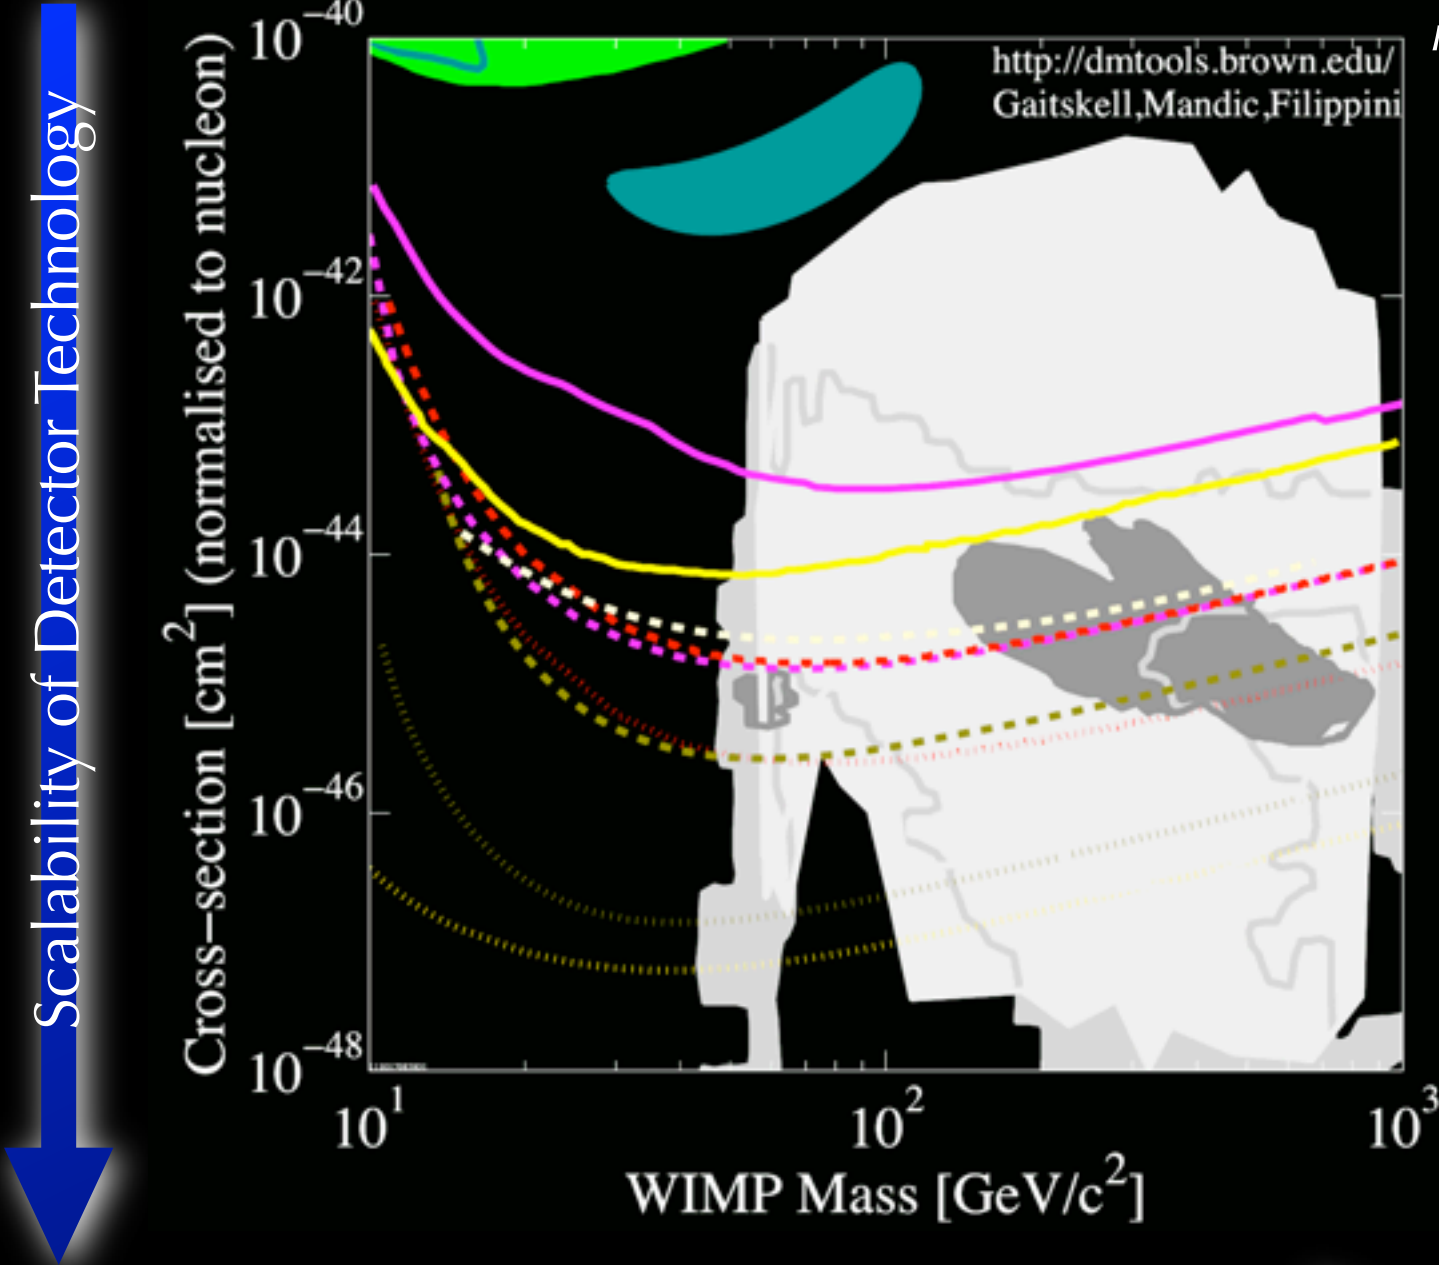 Scalability of Detector Technology
Cross−section [cm²] (normalised to nucleon)
10⁻⁴⁰
10⁻⁴²
10⁻⁴⁴
10⁻⁴⁶
10⁻⁴⁸
http://dmtools.brown.edu/
Gaitskell,Mandic,Filippini
10¹
10²
10³
WIMP Mass [GeV/c²]